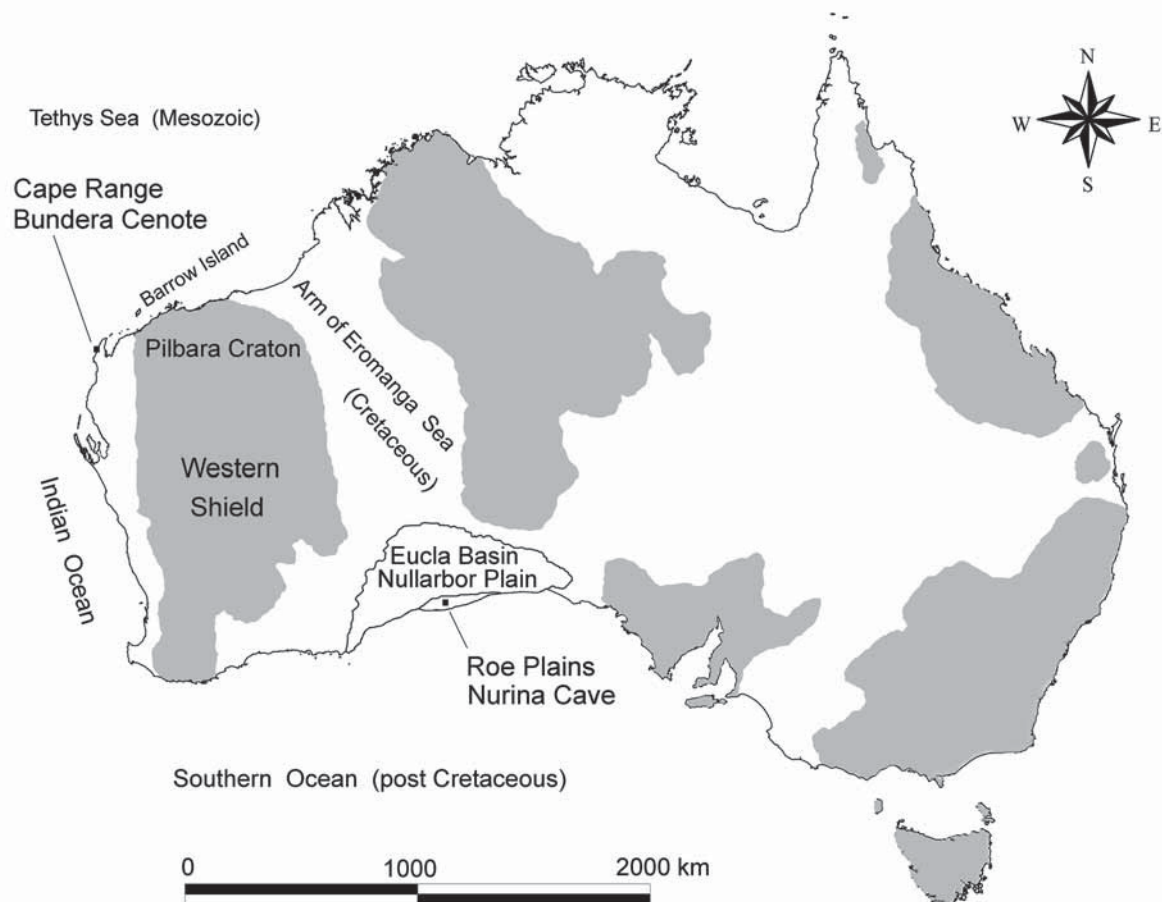 Tethys Sea (Mesozoic)
N
W
E
S
Cape Range
Bundera Cenote
Barrow Island
Pilbara Craton
Arm of Eromanga Sea
(Cretaceous)
Western
Shield
Indian Ocean
Eucla Basin
Nullarbor Plain
Roe Plains
Nurina Cave
Southern Ocean (post Cretaceous)
0 1000 2000 km